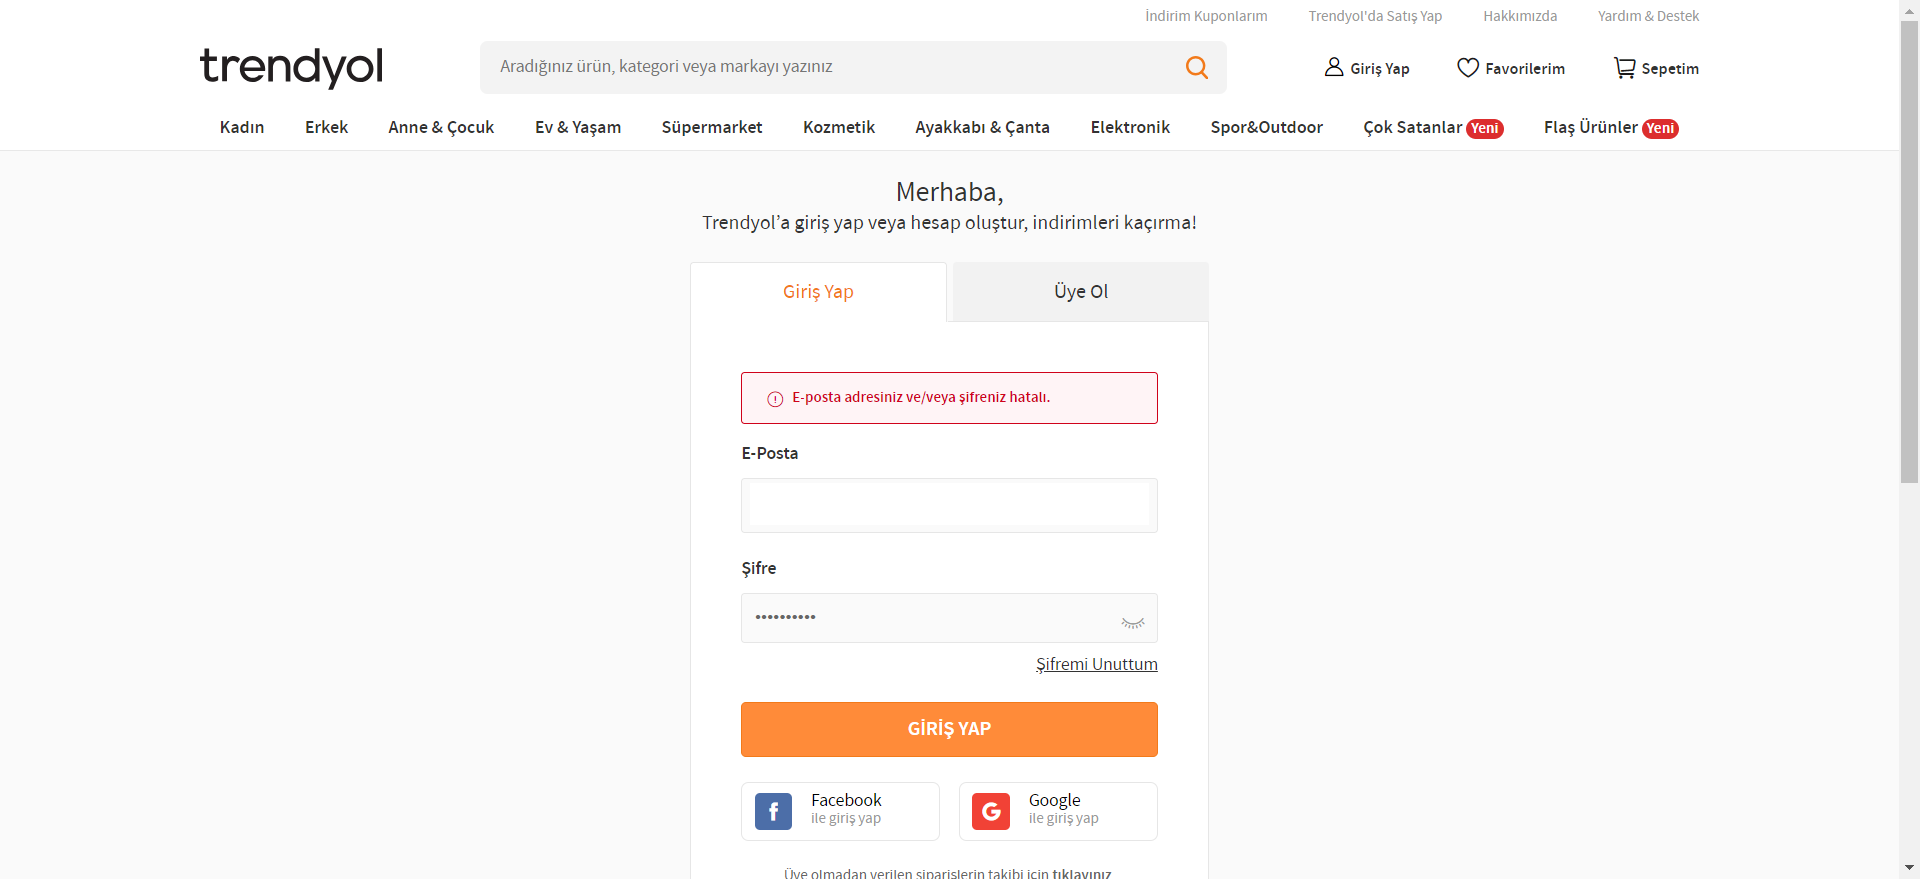 İndirim Kuponlarım Trendyol'da Satış Yap Hakkımızda Yardım & Destek
trendyol
Aradığınız ürün, kategori veya markayı yazınız
Giriş Yap Favorilerim Sepetim
Kadın Erkek Anne & Çocuk Ev & Yaşam Süpermarket Kozmetik Ayakkabı & Çanta Elektronik Spor&Outdoor Çok Satanlar Yeni Flaş Ürünler Yeni
Merhaba,
Trendyol’a giriş yap veya hesap oluştur, indirimleri kaçırma!
Giriş Yap Üye Ol
E-posta adresiniz ve/veya şifreniz hatalı.
E-Posta
Şifre
••••••••••
Şifremi Unuttum
GİRİŞ YAP
Facebook
ile giriş yap
Google
ile giriş yap
Üye olmadan verilen siparişlerin takibi için tıklayınız